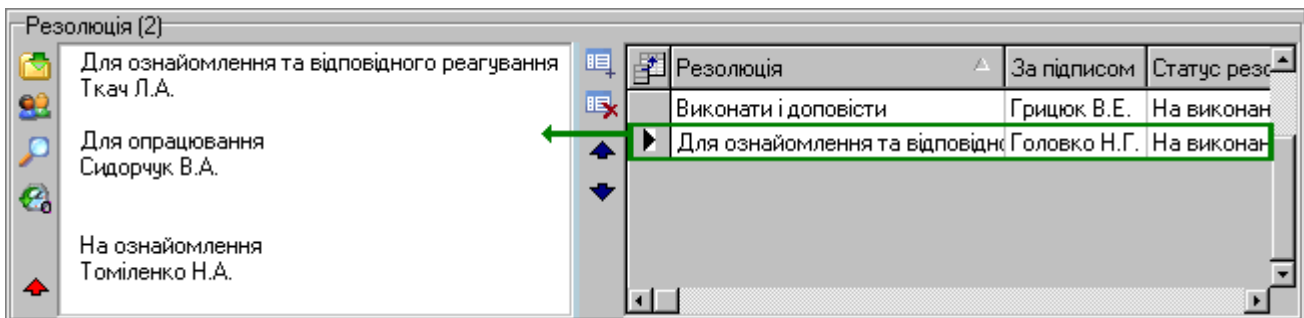 Резолюція (2)
Для ознайомлення та відповідного реагування
Ткач Л.А.
Для опрацювання
Сидорчук В.А.
На ознайомлення
Томіленко Н.А.
Резолюція За підписом Статус резо
Виконати і доповісти Грицюк В.Е. На виконан
Для ознайомлення та відповідно Головко Н.Г. На виконан